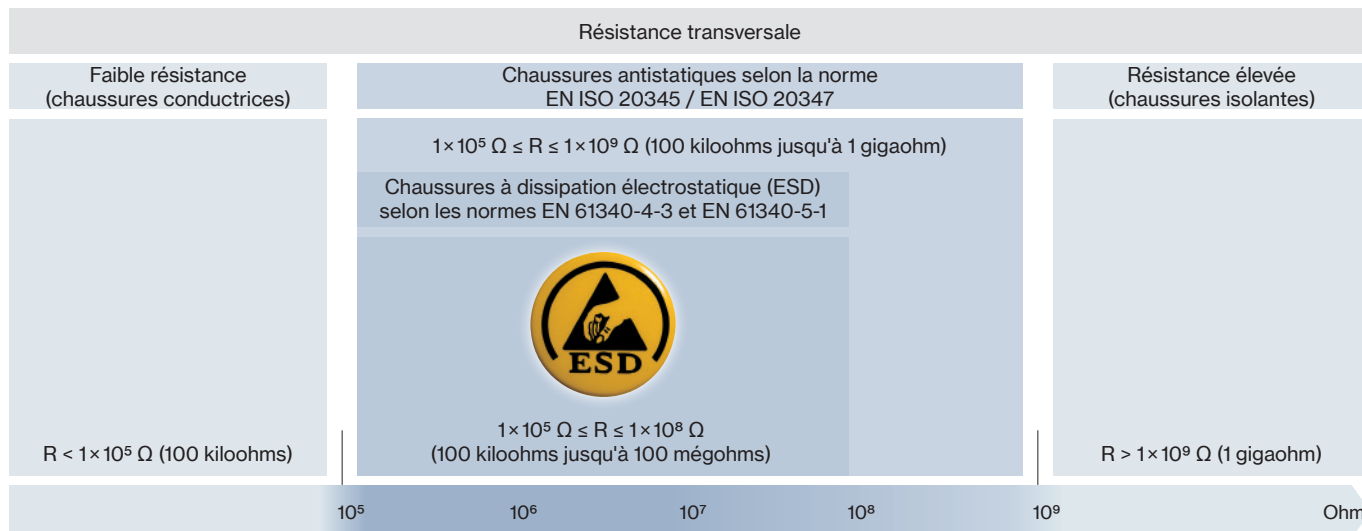 Résistance transversale
Faible résistance
(chaussures conductrices)
Chaussures antistatiques selon la norme
EN ISO 20345 / EN ISO 20347
Résistance élevée
(chaussures isolantes)
1×10⁵ Ω ≤ R ≤ 1×10⁹ Ω (100 kiloohms jusqu'à 1 gigaohm)
Chaussures à dissipation électrostatique (ESD)
selon les normes EN 61340-4-3 et EN 61340-5-1
ESD
R < 1×10⁵ Ω (100 kiloohms)
1×10⁵ Ω ≤ R ≤ 1×10⁸ Ω
(100 kiloohms jusqu'à 100 mégohms)
R > 1×10⁹ Ω (1 gigaohm)
10⁵ 10⁶ 10⁷ 10⁸ 10⁹ Ohm